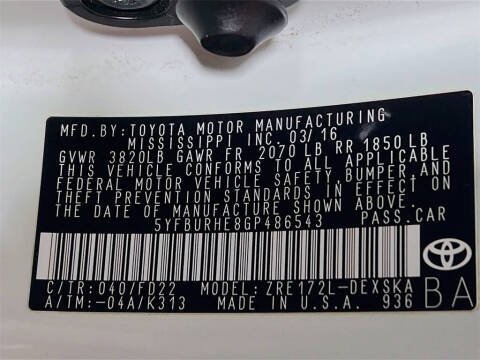 MFD.BY:TOYOTA MOTOR MANUFACTURING
MISSISSIPPI INC.03/16
GVWR 3820LB GAWR FR 2070LB RR 1850LB
THIS VEHICLE CONFORMS TO ALL APPLICABLE
FEDERAL MOTOR VEHICLE SAFETY,BUMPER,AND
THEFT PREVENTION STANDARDS IN EFFECT
ON THE DATE OF MANUFACTURE SHOWN ABOVE.
5YFBURHE8GP486543 PASS.CAR
C/TR:040/FD22 MODEL:ZRE172L-DEXSKA
A/TM:-04A/K313 MADE IN U.S.A. 936
BA